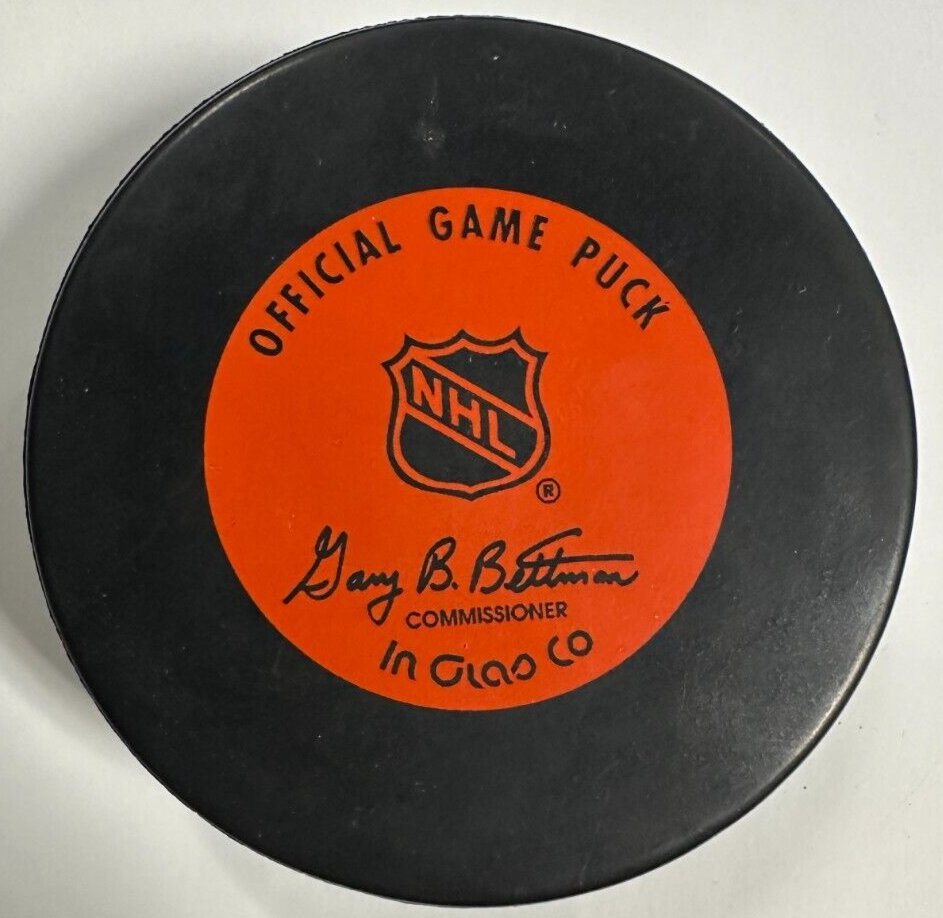 OFFICIAL GAME PUCK
NHL
®
Gary B. Bettman
COMMISSIONER
In Glas Co